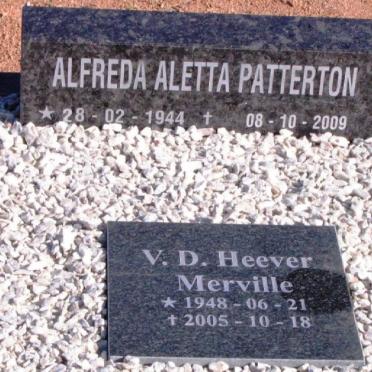 ALFREDA ALETTA PATTERTON
★ 28 - 02 - 1944 † 08 - 10 - 2009
V. D. Heever
Merville
★ 1948 - 06 - 21
† 2005 - 10 - 18